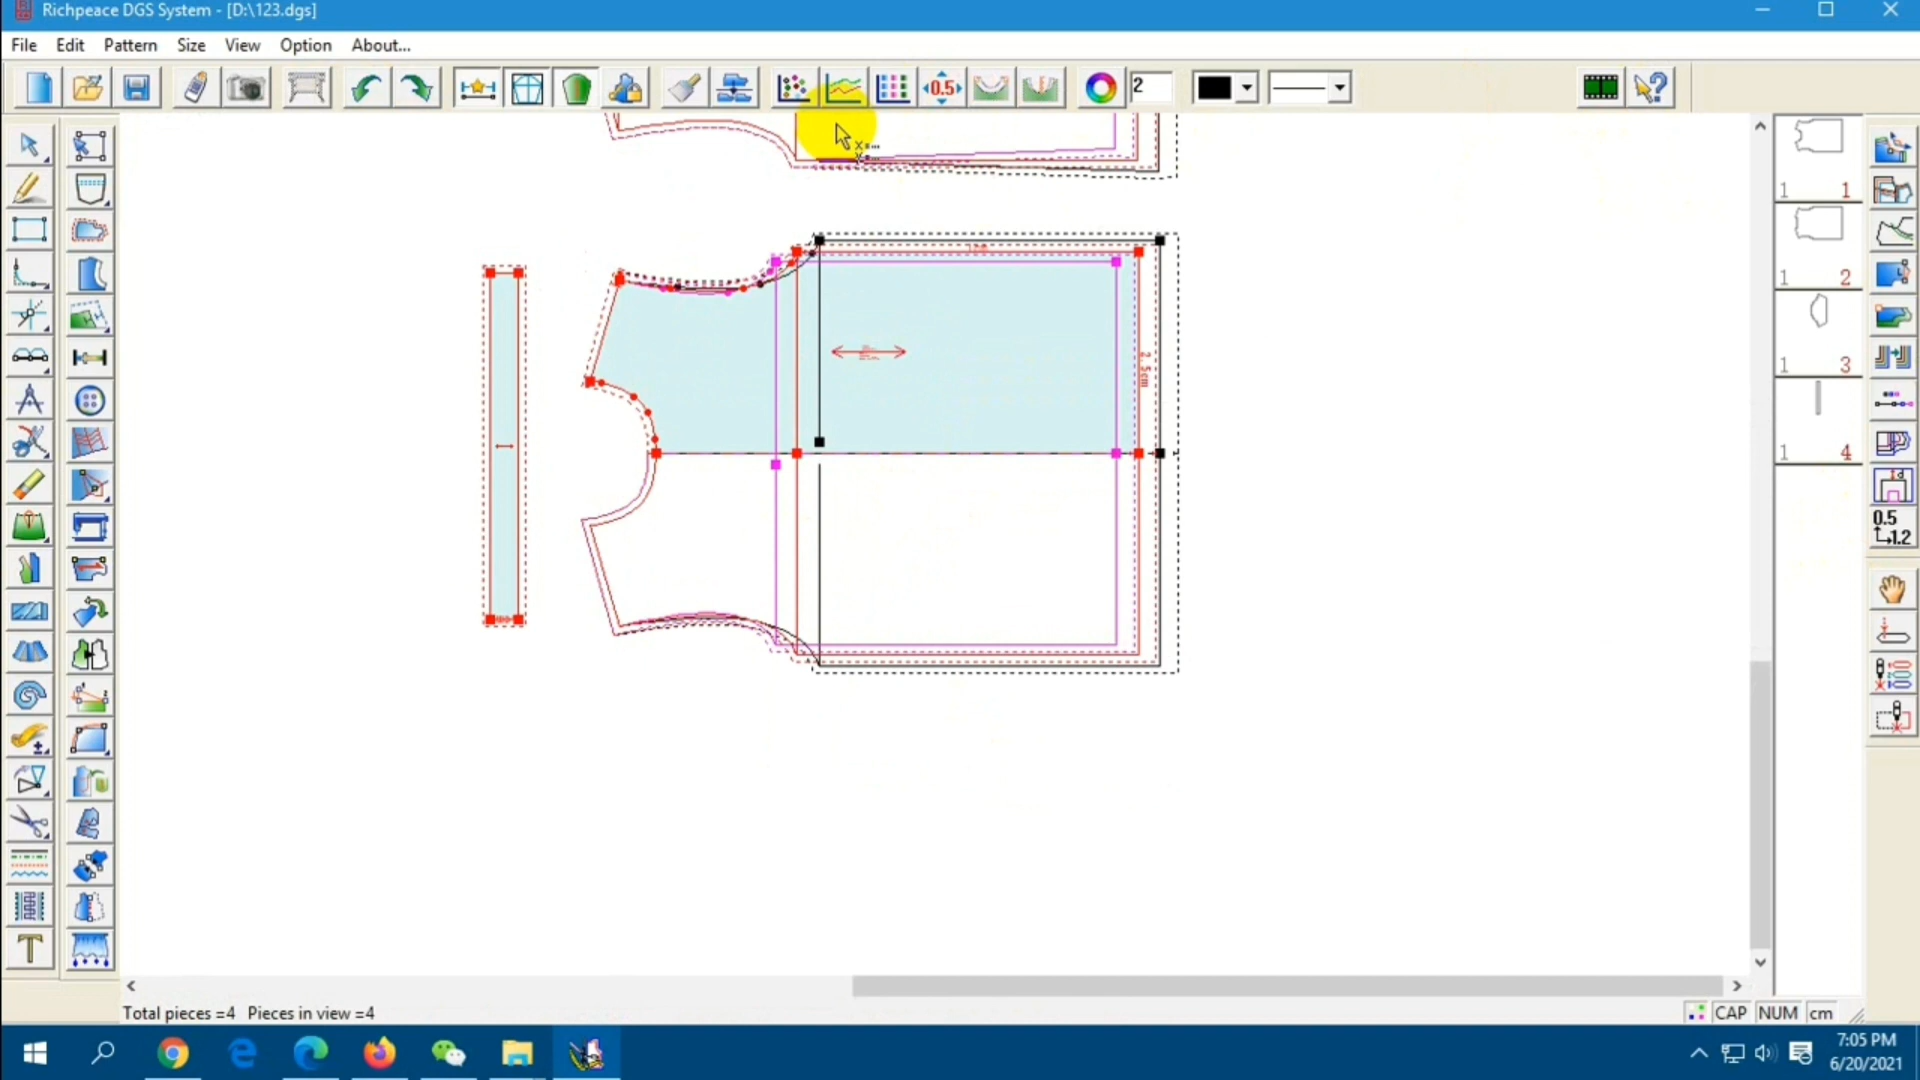 Richpeace DGS System - [D:\123.dgs]
File Edit Pattern Size View Option About...
0.5
2
1 1
1 2
1 3
1 4
0.5
1.2
2.5cm
Total pieces =4 Pieces in view =4
CAP NUM cm
7:05 PM
6/20/2021